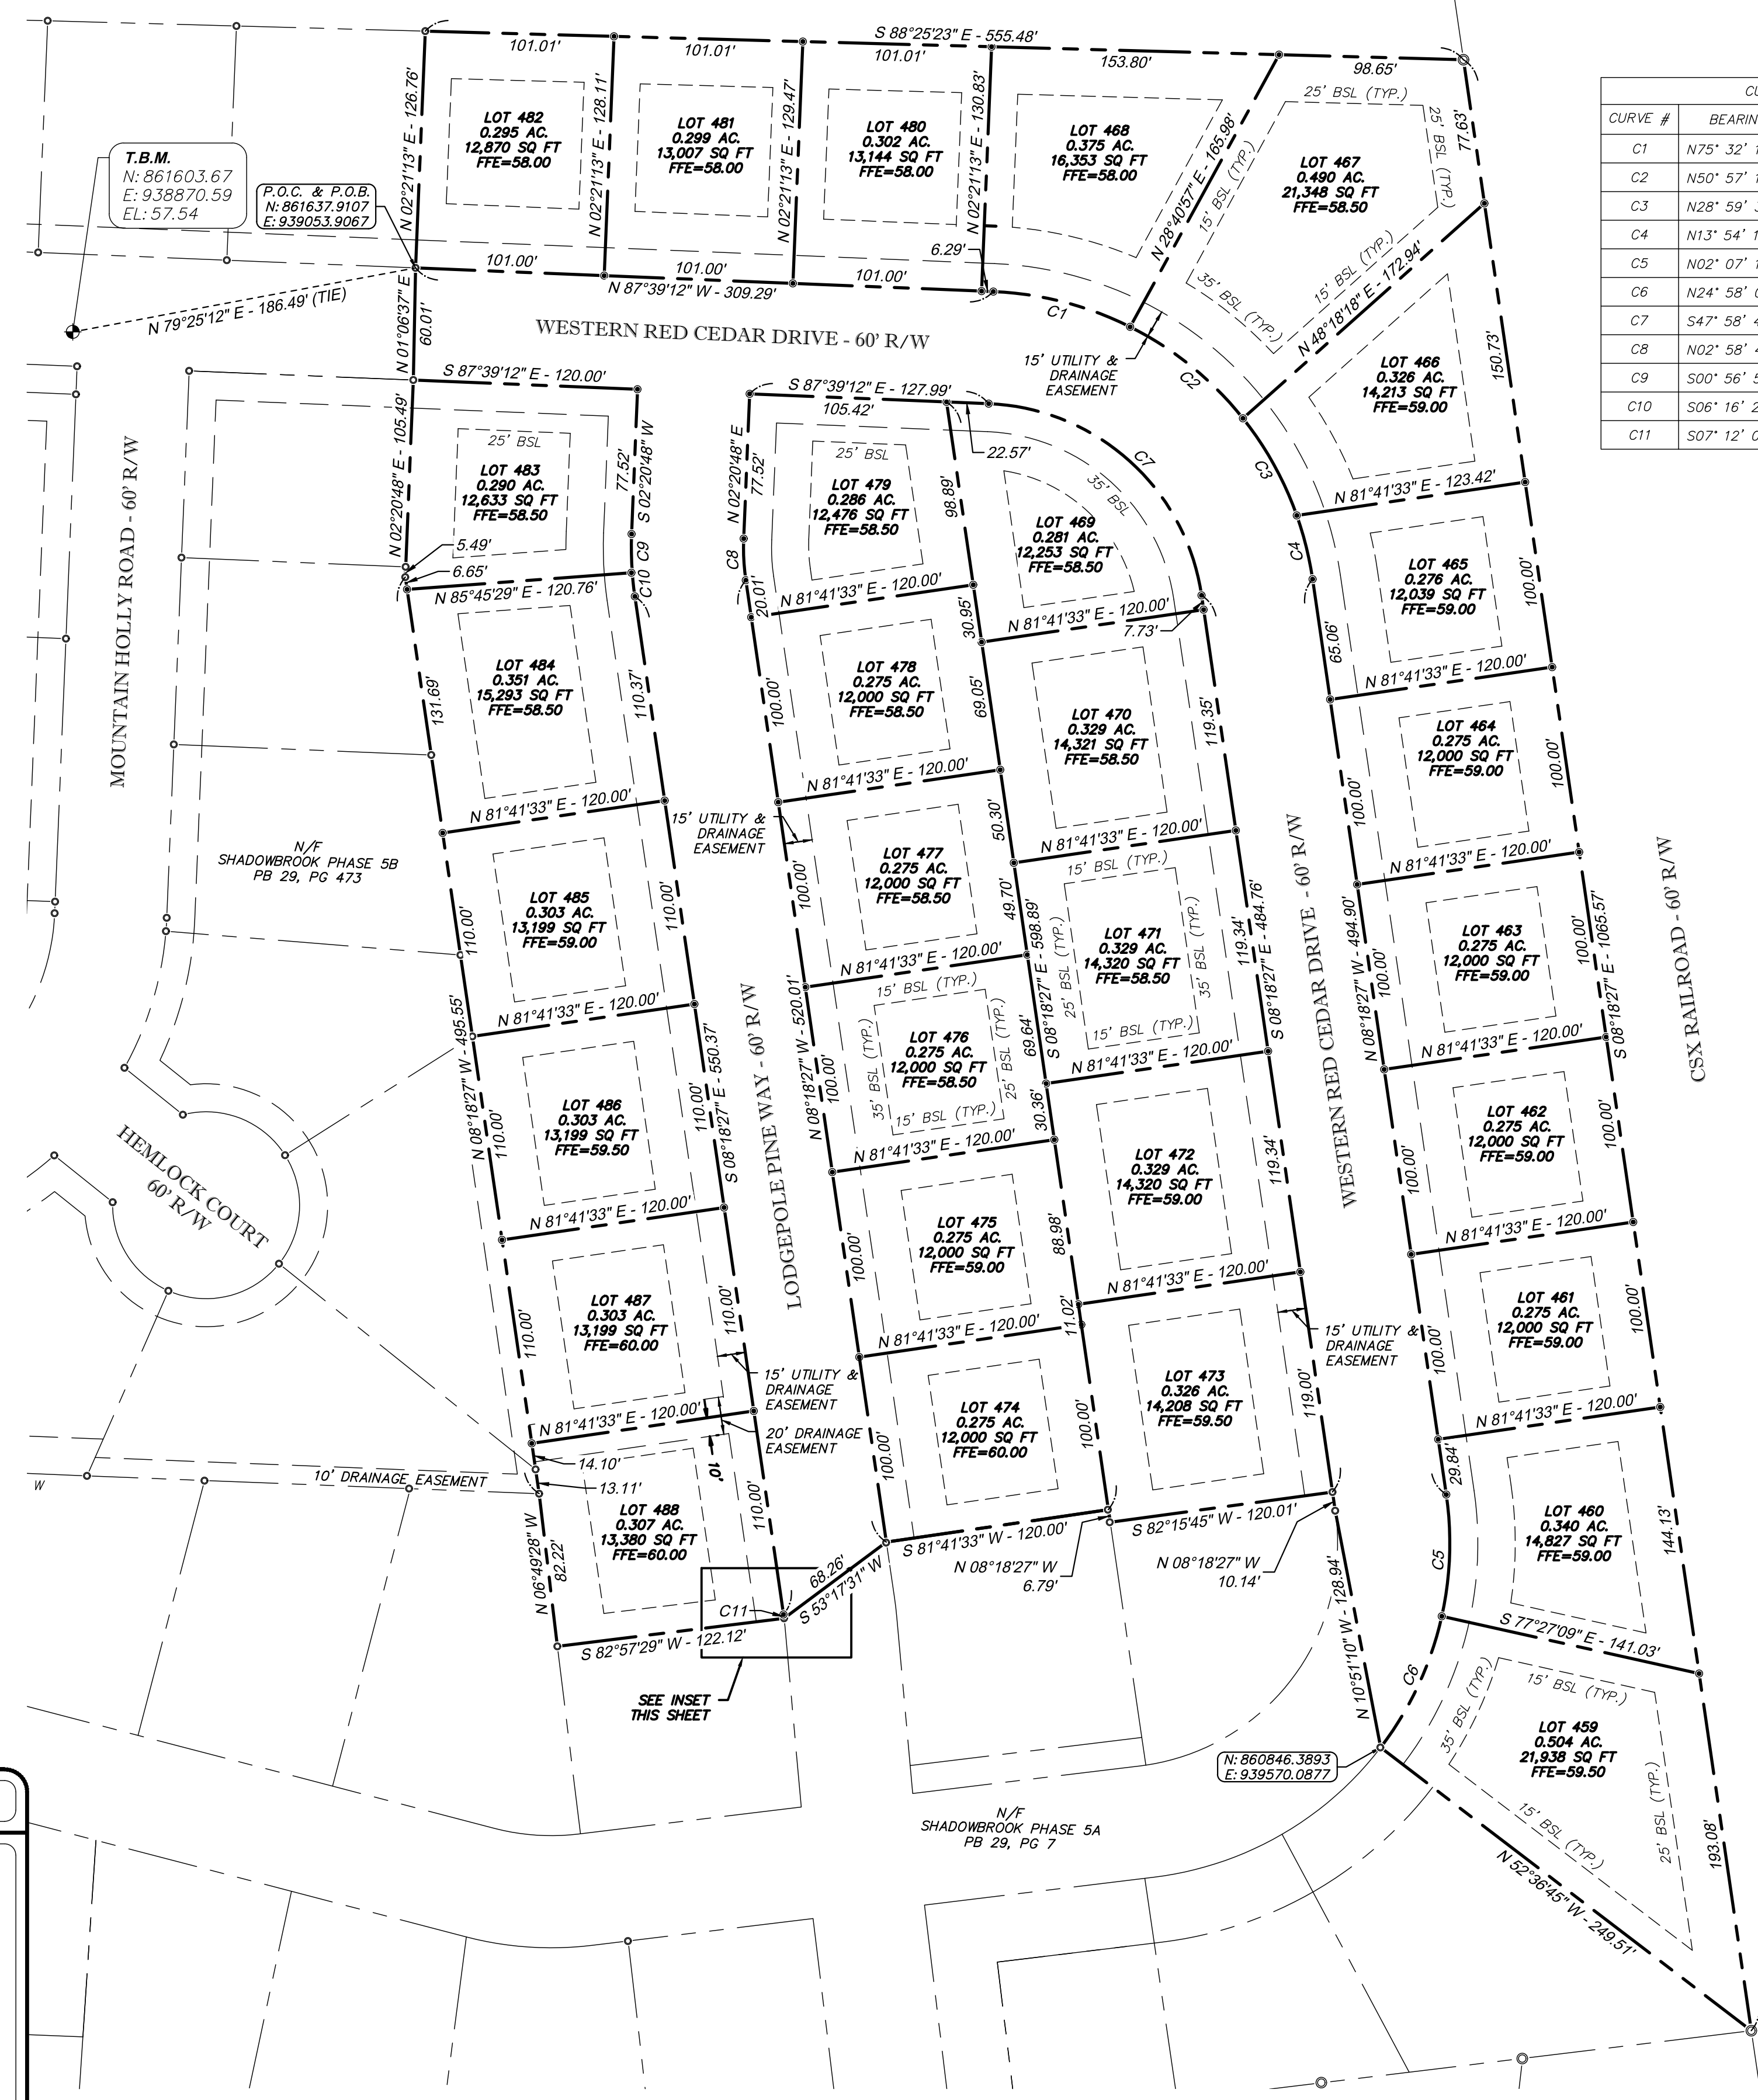 S 88°25'23" E - 555.48'
101.01'
101.01'
101.01'
153.80'
98.65'
N 02°21'13" E - 126.76'
LOT 482
0.295 AC.
12,870 SQ FT
FFE=58.00
N 02°21'13" E - 128.11'
LOT 481
0.299 AC.
13,007 SQ FT
FFE=58.00
N 02°21'13" E - 129.47'
LOT 480
0.302 AC.
13,144 SQ FT
FFE=58.00
N 02°21'13" E - 130.83'
LOT 468
0.375 AC.
16,353 SQ FT
FFE=58.00
N 28°40'57" E - 165.98'
15' BSL (TYP.)
25' BSL (TYP.)
25' BSL (TYP.)
LOT 467
0.490 AC.
21,348 SQ FT
FFE=58.50
77.63'
35' BSL (TYP.)
15' BSL (TYP.)
N 48°18'18" E - 172.94'
CURVE #
BEARIN
C1
N75° 32' 1
C2
N50° 57' 1
C3
N28° 59' 3
C4
N13° 54' 1
C5
N02° 07' 1
C6
N24° 58' 0
C7
S47° 58' 4
C8
N02° 58' 4
C9
S00° 56' 5
C10
S06° 16' 2
C11
S07° 12' 0
T.B.M.
N: 861603.67
E: 938870.59
EL: 57.54
P.O.C. & P.O.B.
N: 861637.9107
E: 939053.9067
N 79°25'12" E - 186.49' (TIE)
N 01°06'37" E
60.01'
101.00'
101.00'
101.00'
6.29'
N 87°39'12" W - 309.29'
C1
WESTERN RED CEDAR DRIVE - 60' R/W
15' UTILITY &
DRAINAGE
EASEMENT
C2
C3
C4
LOT 466
0.326 AC.
14,213 SQ FT
FFE=59.00
150.73'
N 81°41'33" E - 123.42'
MOUNTAIN HOLLY ROAD - 60' R/W
S 87°39'12" E - 120.00'
N 02°20'48" E - 105.49'
25' BSL
LOT 483
0.290 AC.
12,633 SQ FT
FFE=58.50
77.52'
S 02°20'48" W
5.49'
6.65'
C9
C10
N 85°45'29" E - 120.76'
S 87°39'12" E - 127.99'
105.42'
22.57'
N 02°20'48" E
77.52'
25' BSL
LOT 479
0.286 AC.
12,476 SQ FT
FFE=58.50
98.89'
C8
20.01'
N 81°41'33" E - 120.00'
C7
35' BSL
LOT 469
0.281 AC.
12,253 SQ FT
FFE=58.50
30.95'
N 81°41'33" E - 120.00'
7.73'
LOT 465
0.276 AC.
12,039 SQ FT
FFE=59.00
65.06'
100.00'
N 81°41'33" E - 120.00'
LOT 484
0.351 AC.
15,293 SQ FT
FFE=58.50
131.69'
110.37'
N 81°41'33" E - 120.00'
LOT 478
0.275 AC.
12,000 SQ FT
FFE=58.50
100.00'
69.05'
N 81°41'33" E - 120.00'
LOT 470
0.329 AC.
14,321 SQ FT
FFE=58.50
119.35'
N 81°41'33" E - 120.00'
LOT 464
0.275 AC.
12,000 SQ FT
FFE=59.00
100.00'
100.00'
N 81°41'33" E - 120.00'
N/F
SHADOWBROOK PHASE 5B
PB 29, PG 473
15' UTILITY &
DRAINAGE
EASEMENT
LOT 485
0.303 AC.
13,199 SQ FT
FFE=59.00
110.00'
110.00'
N 81°41'33" E - 120.00'
LOT 477
0.275 AC.
12,000 SQ FT
FFE=58.50
100.00'
50.30'
49.70'
N 81°41'33" E - 120.00'
15' BSL (TYP.)
25' BSL (TYP.)
LOT 471
0.329 AC.
14,320 SQ FT
FFE=58.50
35' BSL (TYP.)
15' BSL (TYP.)
119.34'
S 08°18'27" E - 598.89'
S 08°18'27" E - 484.76'
N 81°41'33" E - 120.00'
WESTERN RED CEDAR DRIVE - 60' R/W
N 08°18'27" W - 494.90'
LOT 463
0.275 AC.
12,000 SQ FT
FFE=59.00
100.00'
100.00'
S 08°18'27" E - 1065.57'
N 81°41'33" E - 120.00'
CSX RAILROAD - 60' R/W
N 08°18'27" W - 495.55'
LOT 486
0.303 AC.
13,199 SQ FT
FFE=59.50
110.00'
110.00'
S 08°18'27" E - 550.37'
N 81°41'33" E - 120.00'
LODGEPOLE PINE WAY - 60' R/W
N 08°18'27" W - 520.01'
15' BSL (TYP.)
35' BSL (TYP.)
LOT 476
0.275 AC.
12,000 SQ FT
FFE=58.50
25' BSL (TYP.)
15' BSL (TYP.)
100.00'
69.64'
30.36'
N 81°41'33" E - 120.00'
LOT 472
0.329 AC.
14,320 SQ FT
FFE=59.00
119.34'
N 81°41'33" E - 120.00'
LOT 462
0.275 AC.
12,000 SQ FT
FFE=59.00
100.00'
100.00'
N 81°41'33" E - 120.00'
HEMLOCK COURT
60' R/W
LOT 487
0.303 AC.
13,199 SQ FT
FFE=60.00
110.00'
110.00'
N 81°41'33" E - 120.00'
LOT 475
0.275 AC.
12,000 SQ FT
FFE=59.00
100.00'
88.98'
11.02'
N 81°41'33" E - 120.00'
15' UTILITY &
DRAINAGE
EASEMENT
20' DRAINAGE
EASEMENT
10'
LOT 473
0.326 AC.
14,208 SQ FT
FFE=59.50
119.00'
15' UTILITY &
DRAINAGE
EASEMENT
LOT 461
0.275 AC.
12,000 SQ FT
FFE=59.00
100.00'
100.00'
N 81°41'33" E - 120.00'
LOT 474
0.275 AC.
12,000 SQ FT
FFE=60.00
100.00'
100.00'
10' DRAINAGE EASEMENT
W
14.10'
13.11'
LOT 488
0.307 AC.
13,380 SQ FT
FFE=60.00
110.00'
N 06°49'28" W
82.22'
C11
S 82°57'29" W - 122.12'
68.26'
S 53°17'31" W
S 81°41'33" W - 120.00'
S 82°15'45" W - 120.01'
N 08°18'27" W
6.79'
N 08°18'27" W
10.14'
N 10°51'10" W - 128.94'
29.84'
C5
LOT 460
0.340 AC.
14,827 SQ FT
FFE=59.00
144.13'
S 77°27'09" E - 141.03'
C6
SEE INSET
THIS SHEET
15' BSL (TYP.)
35' BSL (TYP.)
LOT 459
0.504 AC.
21,938 SQ FT
FFE=59.50
25' BSL (TYP.)
15' BSL (TYP.)
193.08'
N: 860846.3893
E: 939570.0877
N 52°36'45" W - 249.51'
N/F
SHADOWBROOK PHASE 5A
PB 29, PG 7